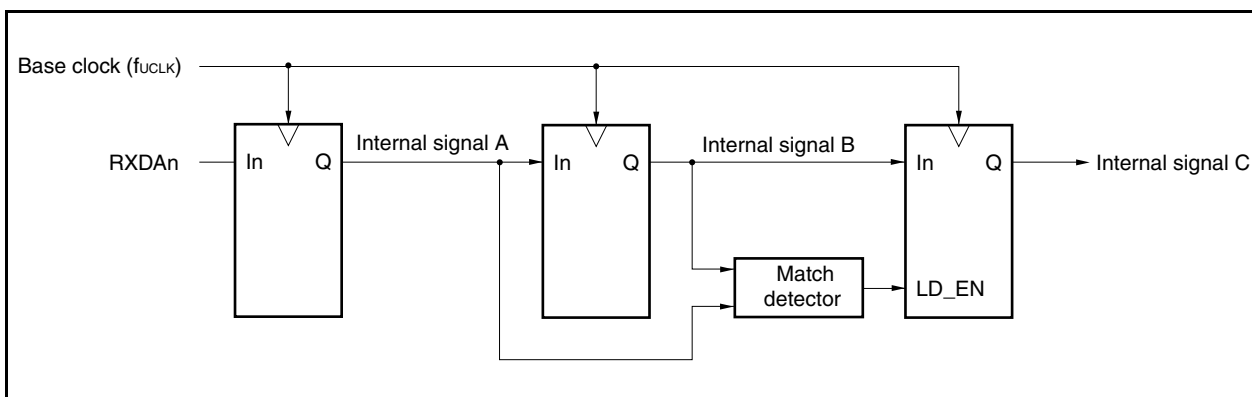 Base clock (fUCLK)
RXDAn
In
Q
Internal signal A
In
Q
Internal signal B
In
Q
Internal signal C
Match
detector
LD_EN